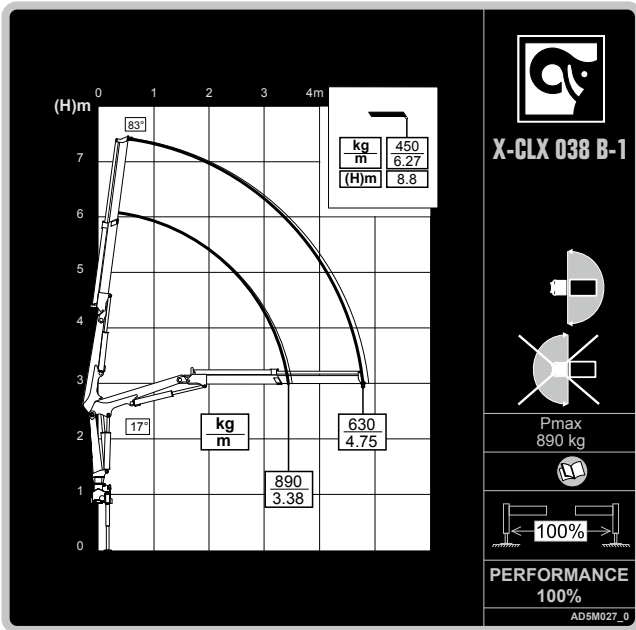 0 1 2 3 4m
(H)m
83°
7
6
5
4
3
2
1
0
17°
kg
m
450
6.27
(H)m
8.8
kg
m
630
4.75
890
3.38
X-CLX 038 B-1
Pmax
890 kg
100%
PERFORMANCE
100%
AD5M027_0